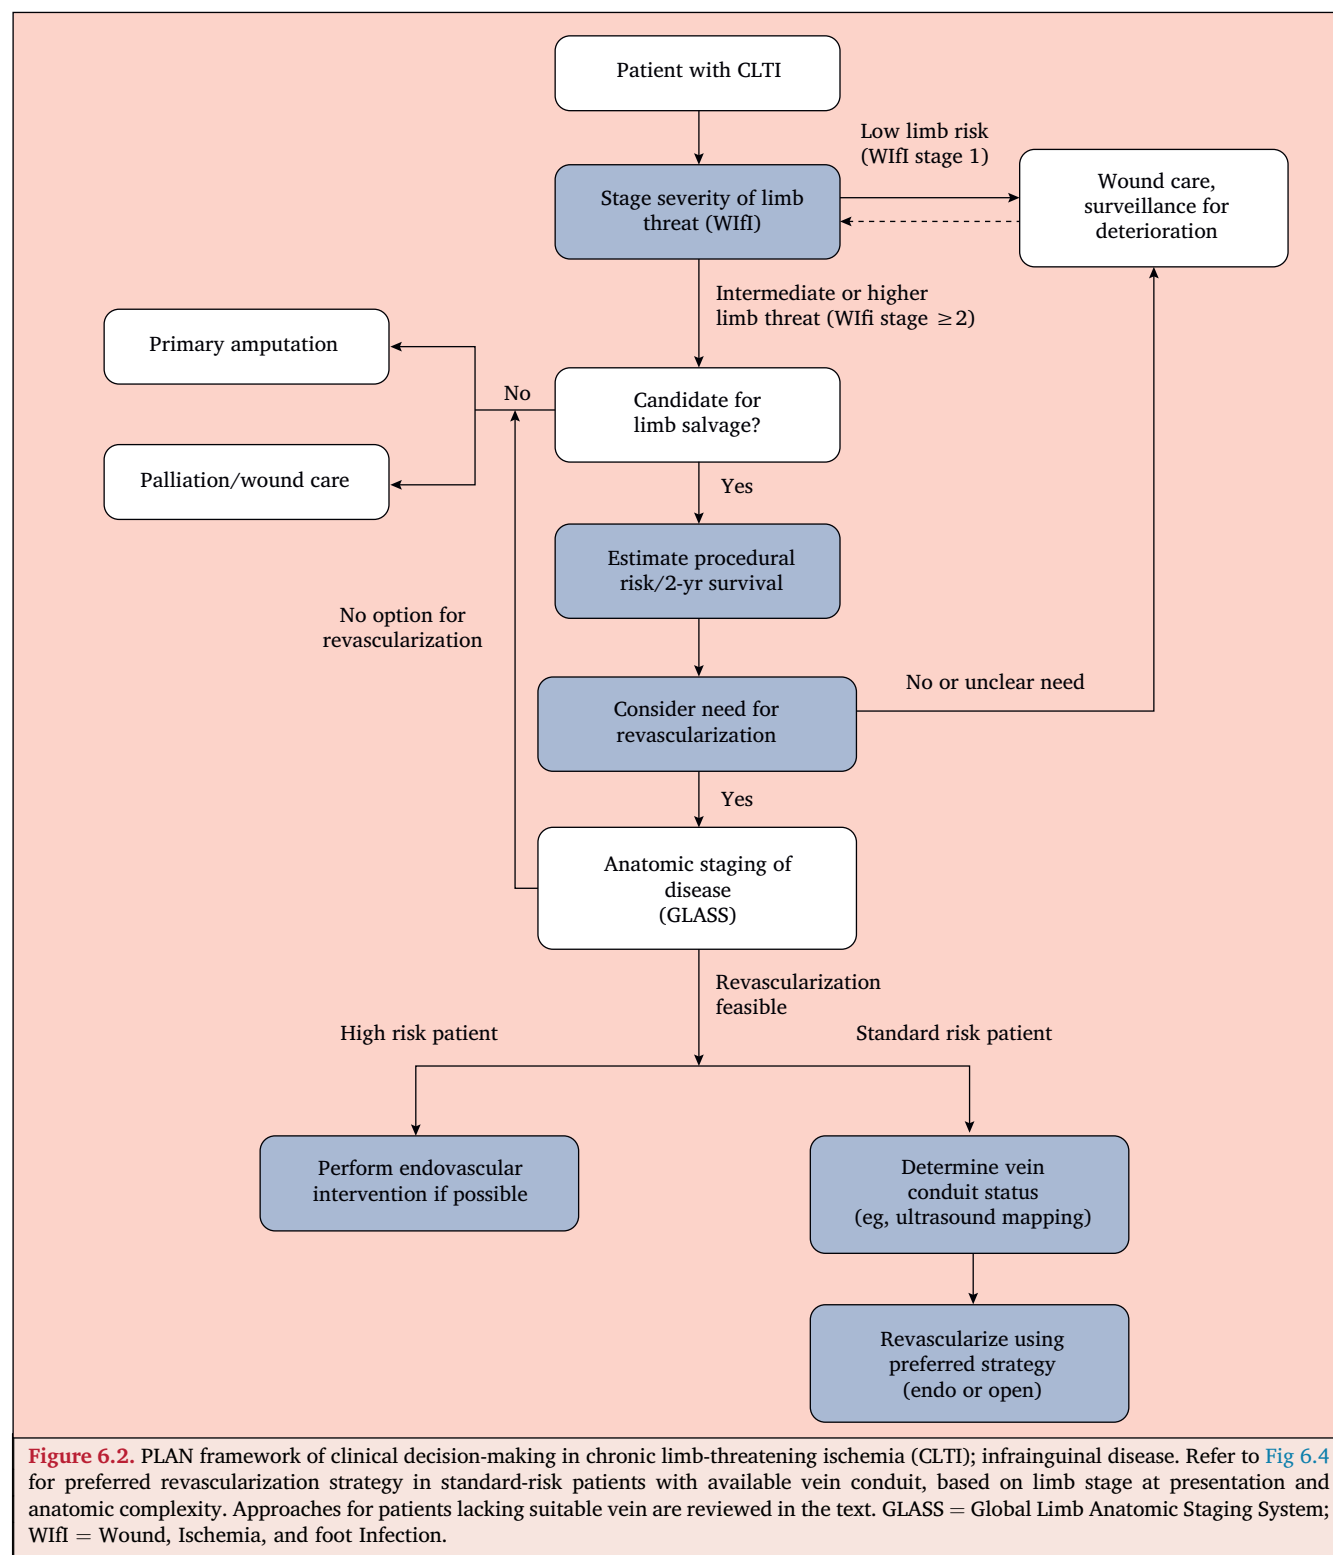 Patient with CLTI
Low limb risk
(WIfI stage 1)
Stage severity of limb
threat (WIfI)
Wound care,
surveillance for
deterioration
Intermediate or higher
limb threat (WIfi stage ≥2)
Primary amputation
No
Candidate for
limb salvage?
Palliation/wound care
Yes
Estimate procedural
risk/2-yr survival
No option for
revascularization
Consider need for
revascularization
No or unclear need
Yes
Anatomic staging of
disease
(GLASS)
Revascularization
feasible
High risk patient
Standard risk patient
Perform endovascular
intervention if possible
Determine vein
conduit status
(eg, ultrasound mapping)
Revascularize using
preferred strategy
(endo or open)
Figure 6.2. PLAN framework of clinical decision-making in chronic limb-threatening ischemia (CLTI); infrainguinal disease. Refer to Fig 6.4
for preferred revascularization strategy in standard-risk patients with available vein conduit, based on limb stage at presentation and
anatomic complexity. Approaches for patients lacking suitable vein are reviewed in the text. GLASS = Global Limb Anatomic Staging System;
WIfI = Wound, Ischemia, and foot Infection.